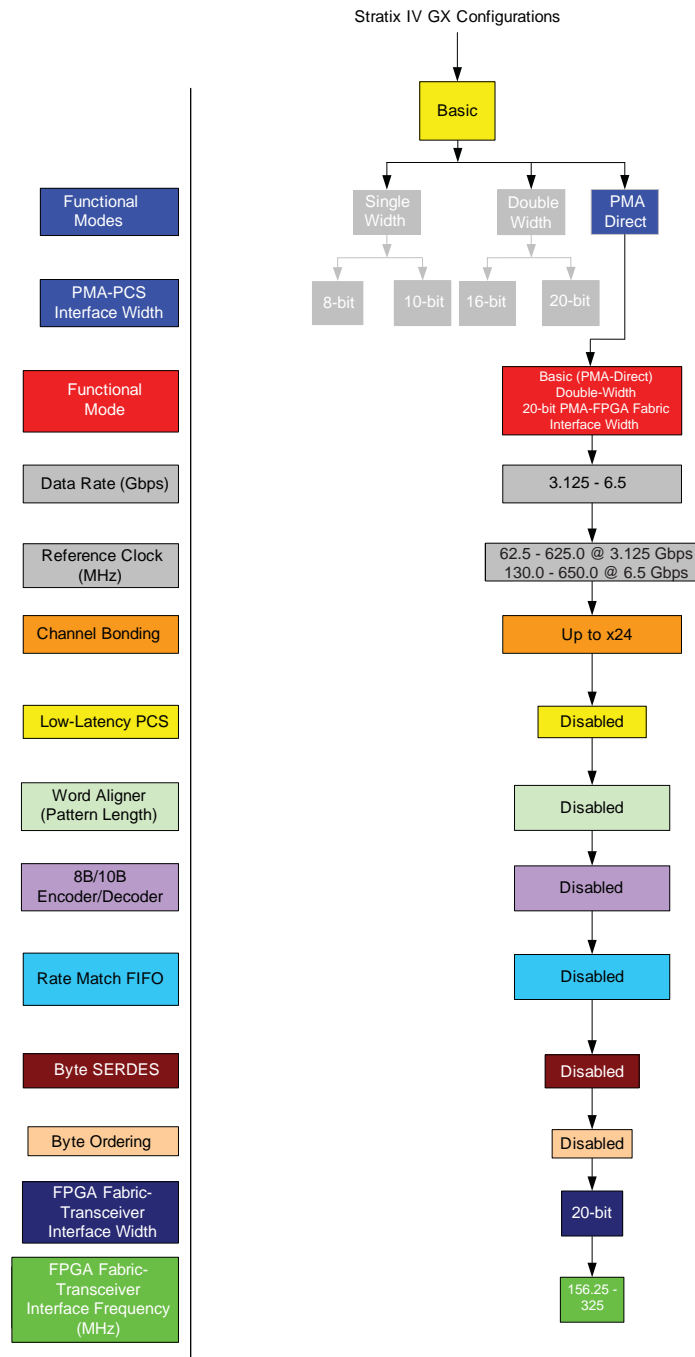 Stratix IV GX Configurations
Basic
Functional
Modes
Single
Width
Double
Width
PMA
Direct
PMA-PCS
Interface Width
8-bit
10-bit
16-bit
20-bit
Functional
Mode
Basic (PMA-Direct)
Double-Width
20-bit PMA-FPGA Fabric
Interface Width
Data Rate (Gbps)
3.125 - 6.5
Reference Clock
(MHz)
62.5 - 625.0 @ 3.125 Gbps
130.0 - 650.0 @ 6.5 Gbps
Channel Bonding
Up to x24
Low-Latency PCS
Disabled
Word Aligner
(Pattern Length)
Disabled
8B/10B
Encoder/Decoder
Disabled
Rate Match FIFO
Disabled
Byte SERDES
Disabled
Byte Ordering
Disabled
FPGA Fabric-
Transceiver
Interface Width
20-bit
FPGA Fabric-
Transceiver
Interface Frequency
(MHz)
156.25 -
325